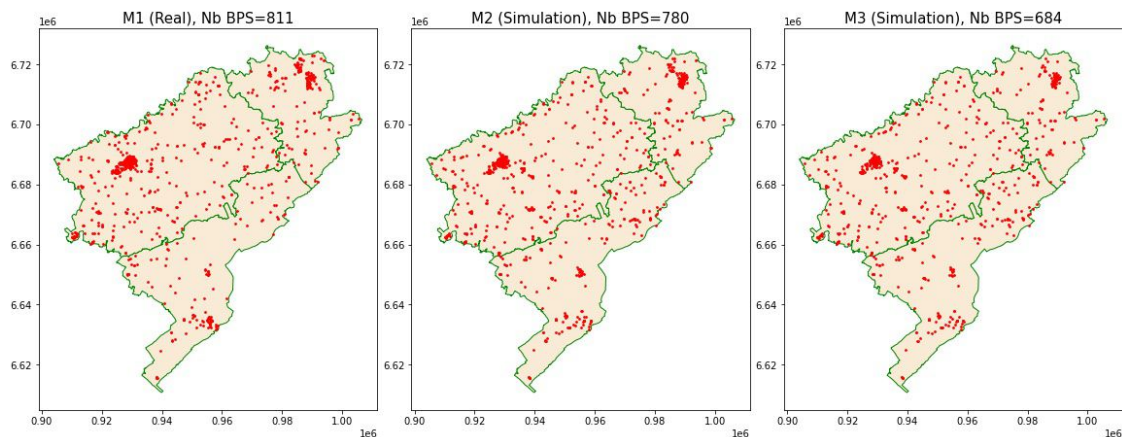 M1 (Real), Nb BPS=811
M2 (Simulation), Nb BPS=780
M3 (Simulation), Nb BPS=684
1e6
1e6
1e6
6.72
6.70
6.68
6.66
6.64
6.62
6.72
6.70
6.68
6.66
6.64
6.62
6.72
6.70
6.68
6.66
6.64
6.62
0.90 0.92 0.94 0.96 0.98 1.00
0.90 0.92 0.94 0.96 0.98 1.00
0.90 0.92 0.94 0.96 0.98 1.00
1e6
1e6
1e6